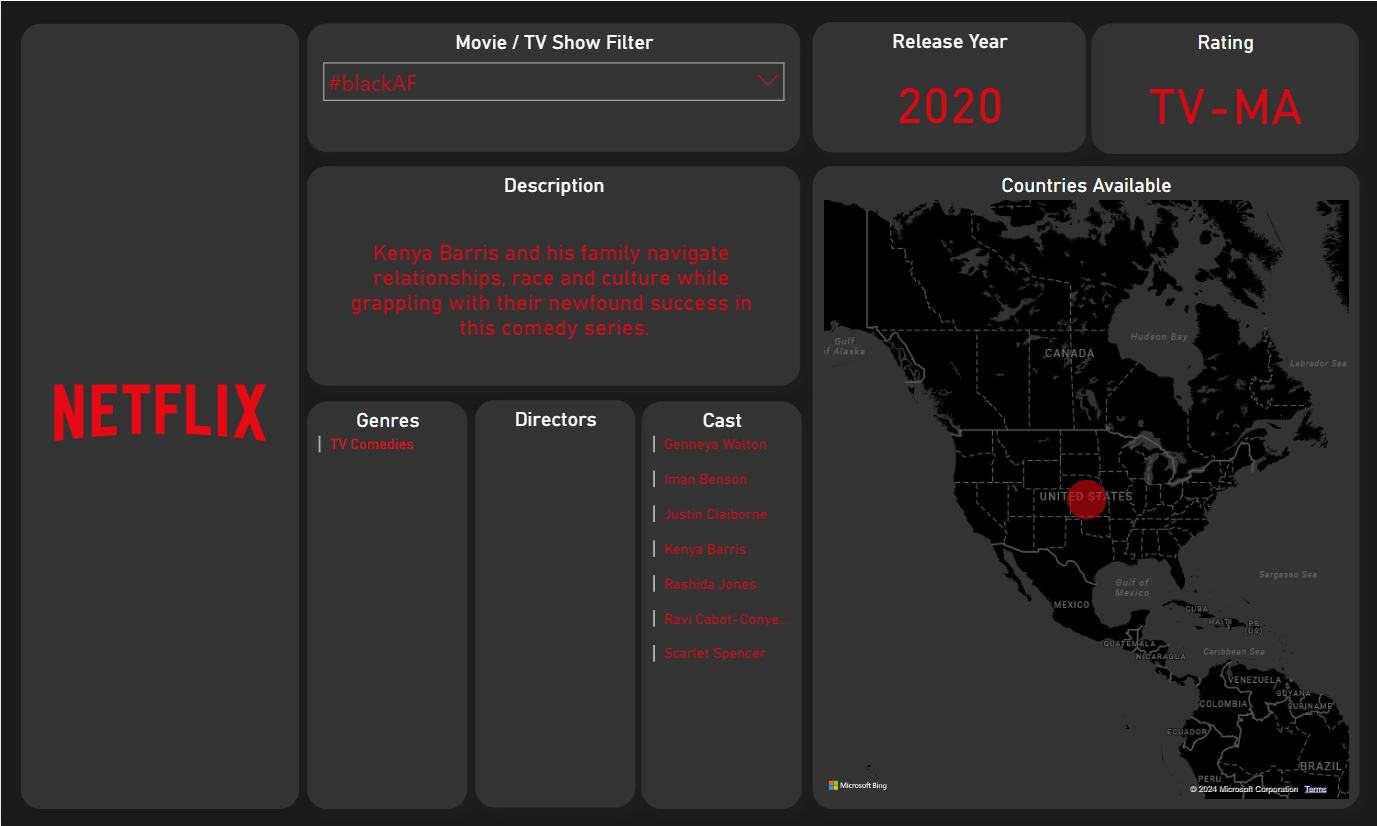 NETFLIX
Movie / TV Show Filter
#blackAF
Release Year
2020
Rating
TV-MA
Description
Kenya Barris and his family navigate
relationships, race and culture while
grappling with their newfound success in
this comedy series.
Genres
TV Comedies
Directors
Cast
Genneya Walton
Iman Benson
Justin Claiborne
Kenya Barris
Rashida Jones
Ravi Cabot-Conye...
Scarlet Spencer
Countries Available
Gulf
of Alaska
CANADA
Hudson Bay
Labrador Sea
UNITED STATES
Sargasso Sea
Gulf of
Mexico
MEXICO
CUBA
HAITI
PR
(US)
GUATEMALA
NICARAGUA
Caribbean Sea
VENEZUELA
GUYANA
COLOMBIA
SURINAME
ECUADOR
BRAZIL
PERU
Microsoft Bing
© 2024 Microsoft Corporation Terms